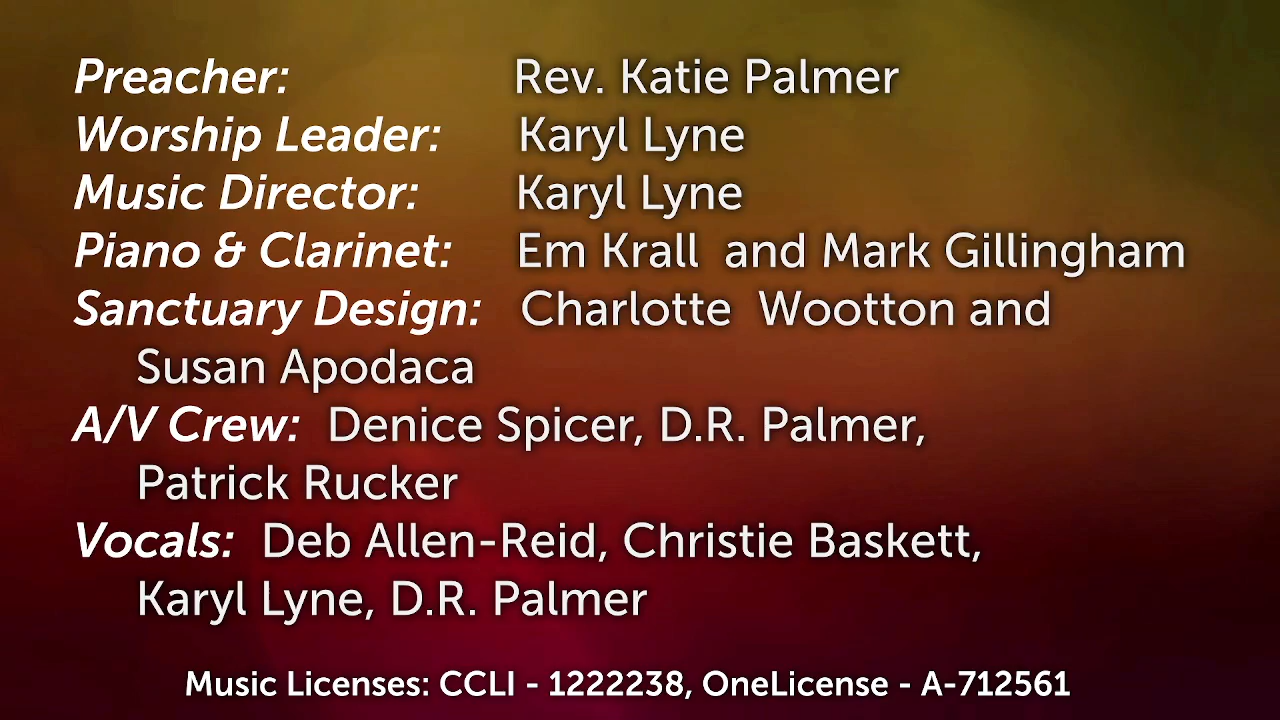 Preacher: Rev. Katie Palmer
Worship Leader: Karyl Lyne
Music Director: Karyl Lyne
Piano & Clarinet: Em Krall and Mark Gillingham
Sanctuary Design: Charlotte Wootton and
Susan Apodaca
A/V Crew: Denice Spicer, D.R. Palmer,
Patrick Rucker
Vocals: Deb Allen-Reid, Christie Baskett,
Karyl Lyne, D.R. Palmer
Music Licenses: CCLI - 1222238, OneLicense - A-712561